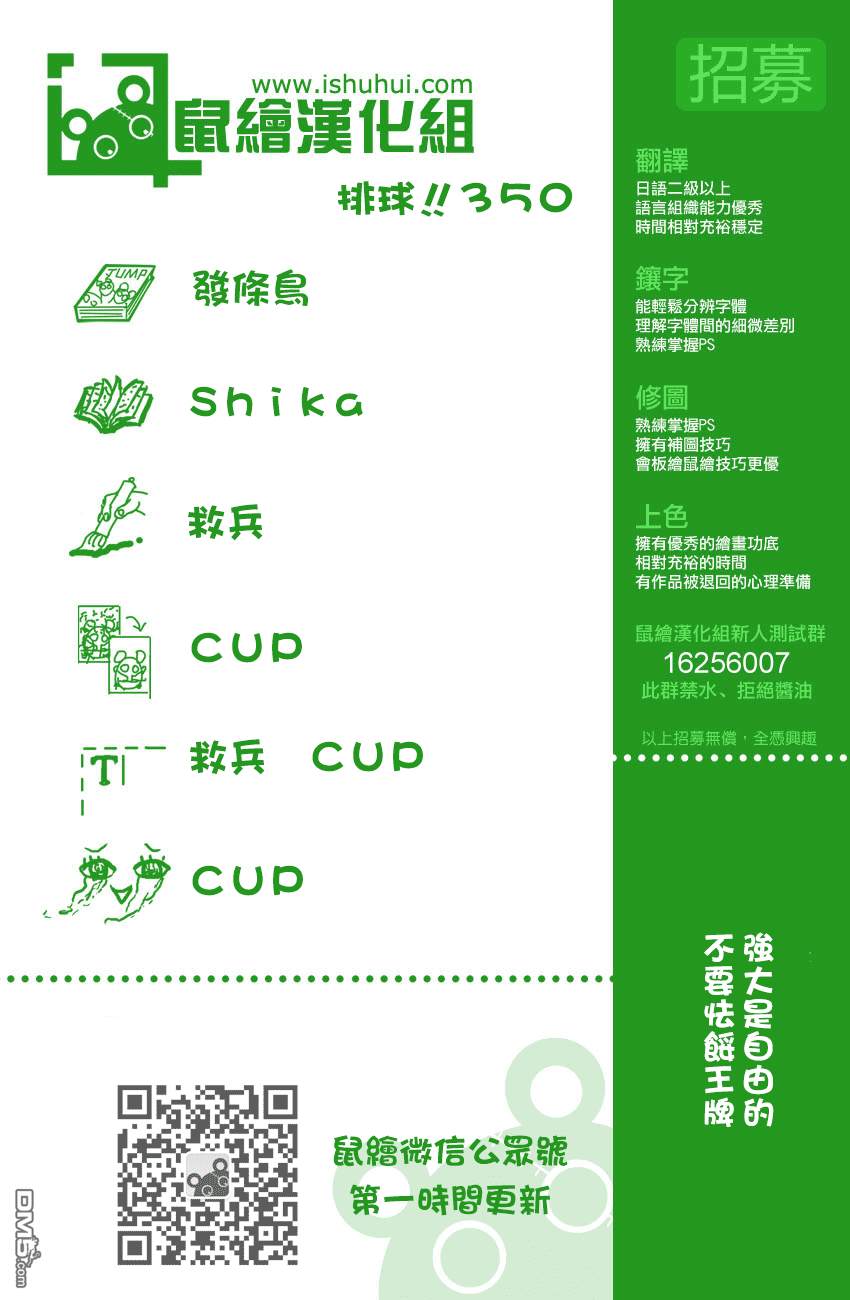 www.ishuhui.com
鼠繪漢化組
排球!!350
JUMP
發條鳥
Shika
救兵
CUP
T
救兵 CUP
CUP
鼠繪微信公眾號
第一時間更新
DM5.com
招募
翻譯
日語二級以上
語言組織能力優秀
時間相對充裕穩定
鑲字
能輕鬆分辨字體
理解字體間的細微差別
熟練掌握PS
修圖
熟練掌握PS
擁有補圖技巧
會板繪鼠繪技巧更優
上色
擁有優秀的繪畫功底
相對充裕的時間
有作品被退回的心理準備
鼠繪漢化組新人測試群
16256007
此群禁水、拒絕醬油
以上招募無償，全憑興趣
強大是自由的
不要怯餒王牌